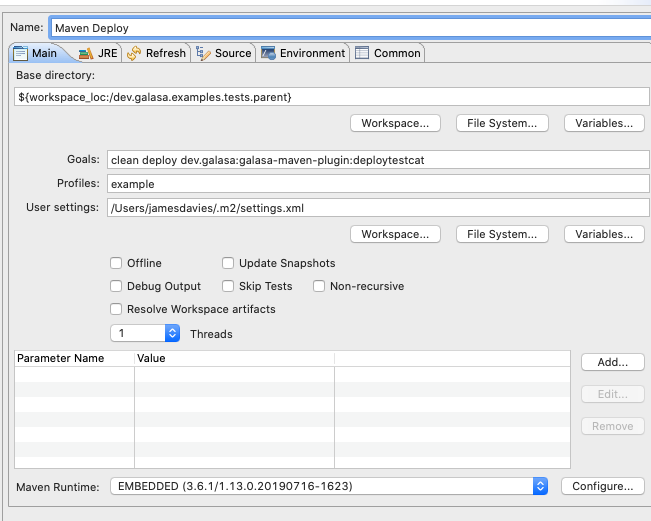 Name: Maven Deploy
Main JRE Refresh Source Environment Common
Base directory:
${workspace_loc:/dev.galasa.examples.tests.parent}
Workspace... File System... Variables...
Goals: clean deploy dev.galasa:galasa-maven-plugin:deploytestcat
Profiles: example
User settings: /Users/jamesdavies/.m2/settings.xml
Workspace... File System... Variables...
Offline Update Snapshots
Debug Output Skip Tests Non-recursive
Resolve Workspace artifacts
1 Threads
Parameter Name Value
Add...
Edit...
Remove
Maven Runtime: EMBEDDED (3.6.1/1.13.0.20190716-1623) Configure...